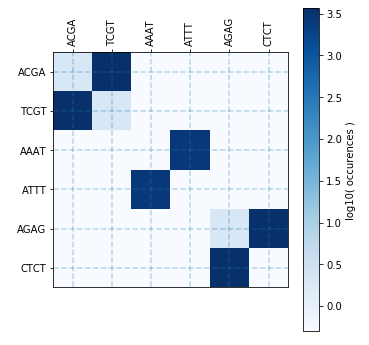 ACGA TCGT AAAT ATTT AGAG CTCT
ACGA
TCGT
AAAT
ATTT
AGAG
CTCT
3.5
3.0
2.5
2.0
1.5
1.0
0.5
0.0
log10( occurences )